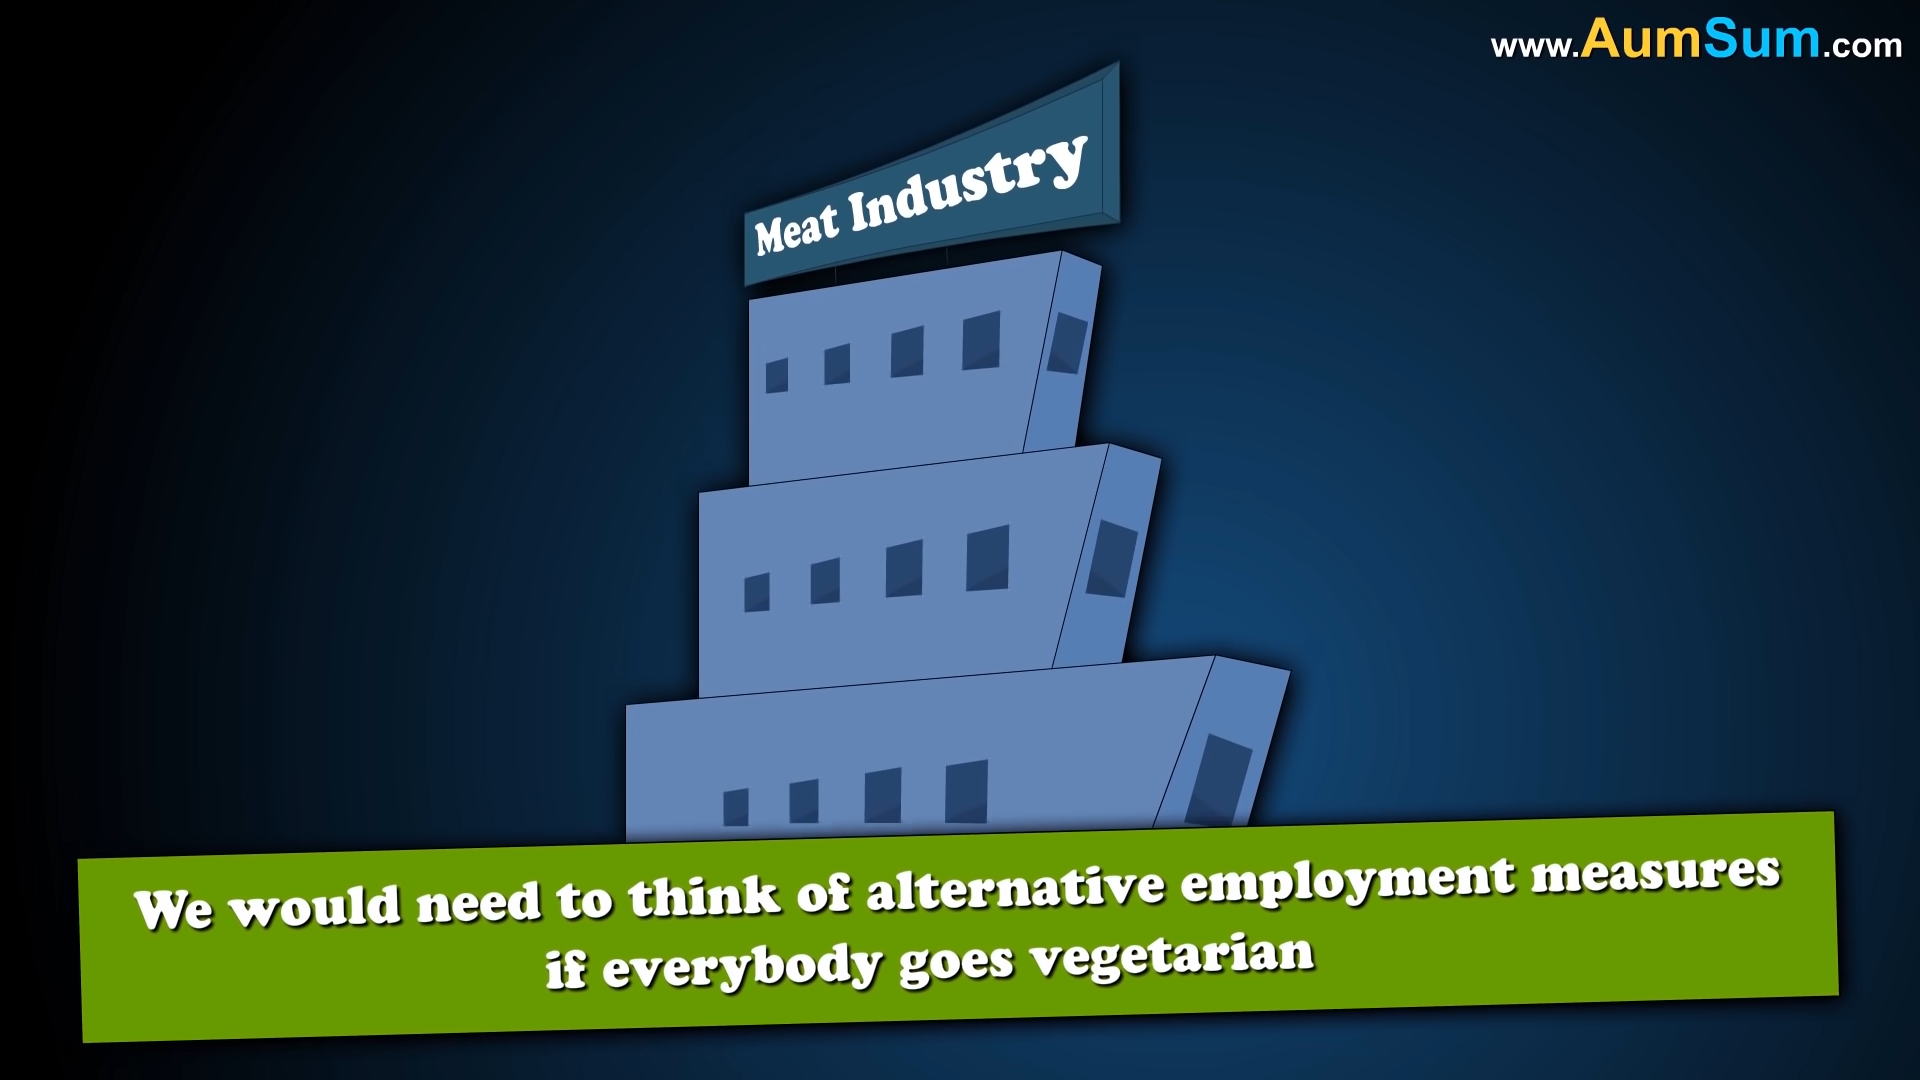 www.AumSum.com
Meat Industry
We would need to think of alternative employment measures
if everybody goes vegetarian